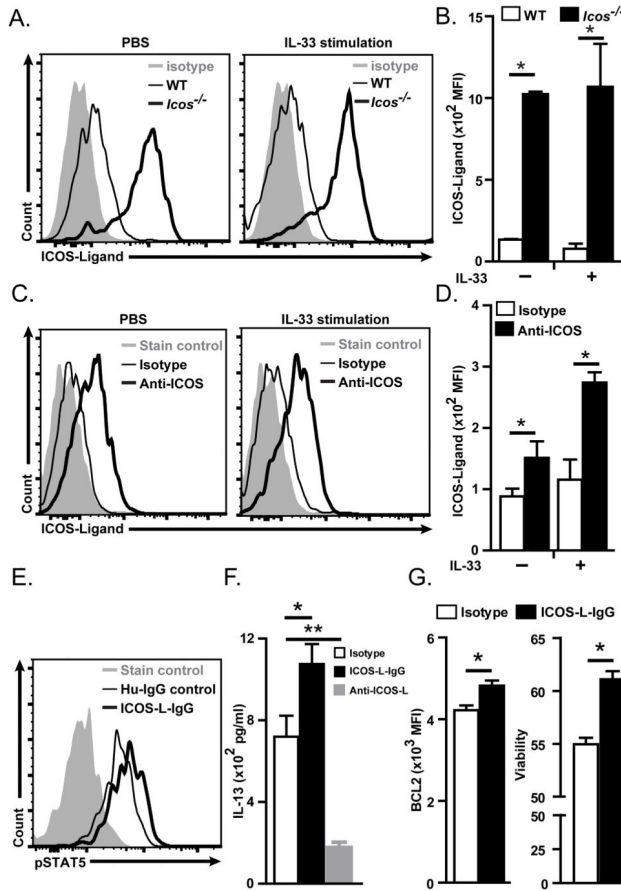 A.
PBS
isotype
WT
Icos-/-
IL-33 stimulation
isotype
WT
Icos-/-
Count
ICOS-Ligand
B.
WT Icos-/-
ICOS-Ligand (x10² MFI)
15
10
5
0
*
*
IL-33
–
+
C.
PBS
Stain control
Isotype
Anti-ICOS
IL-33 stimulation
Stain control
Isotype
Anti-ICOS
Count
ICOS-Ligand
D.
Isotype
Anti-ICOS
ICOS-Ligand (x10² MFI)
4
3
2
1
0
*
*
IL-33
–
+
E.
Stain control
Hu-IgG control
ICOS-L-IgG
Count
pSTAT5
F.
Isotype
ICOS-L-IgG
Anti-ICOS-L
IL-13 (x10² pg/ml)
12
8
4
0
*
**
G.
Isotype ICOS-L-IgG
BCL2 (x10³ MFI)
6
4
2
0
*
Viability
65
60
55
50
50
25
0
*